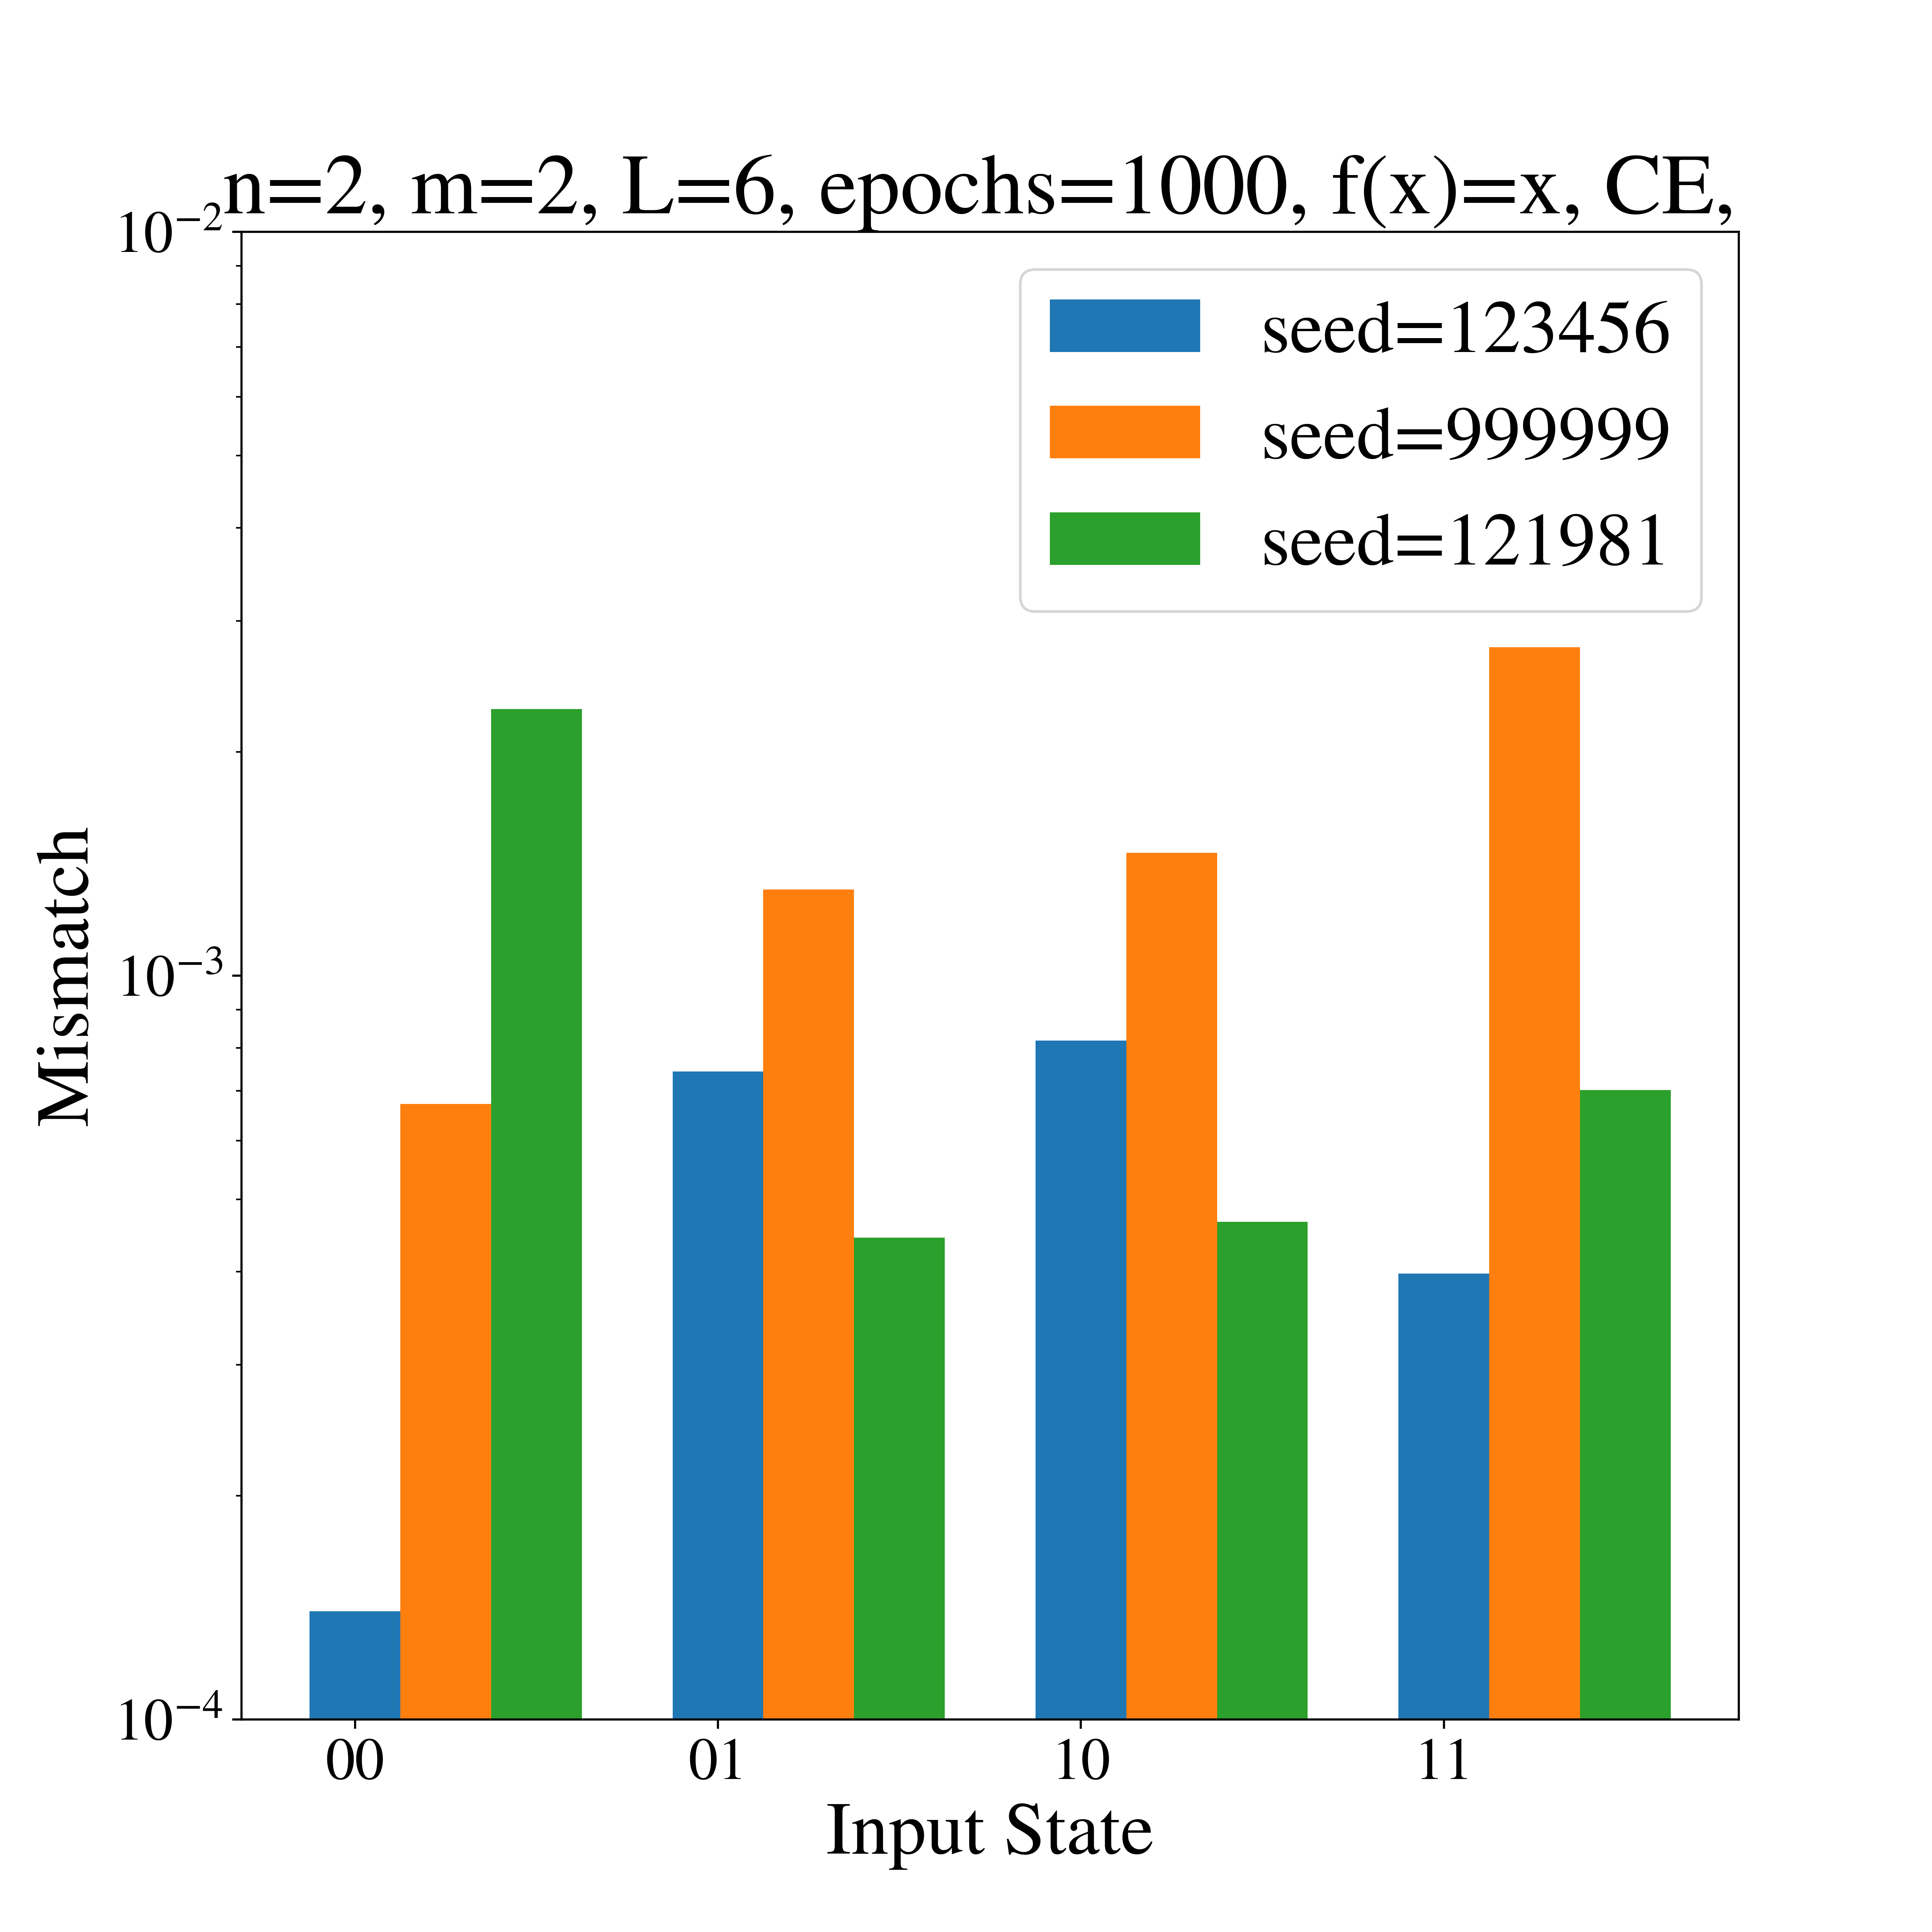 n=2, m=2, L=6, epochs=1000, f(x)=x, CE,
10⁻²
seed=123456
seed=999999
seed=121981
Mismatch
10⁻³
10⁻⁴
00 01 10 11
Input State